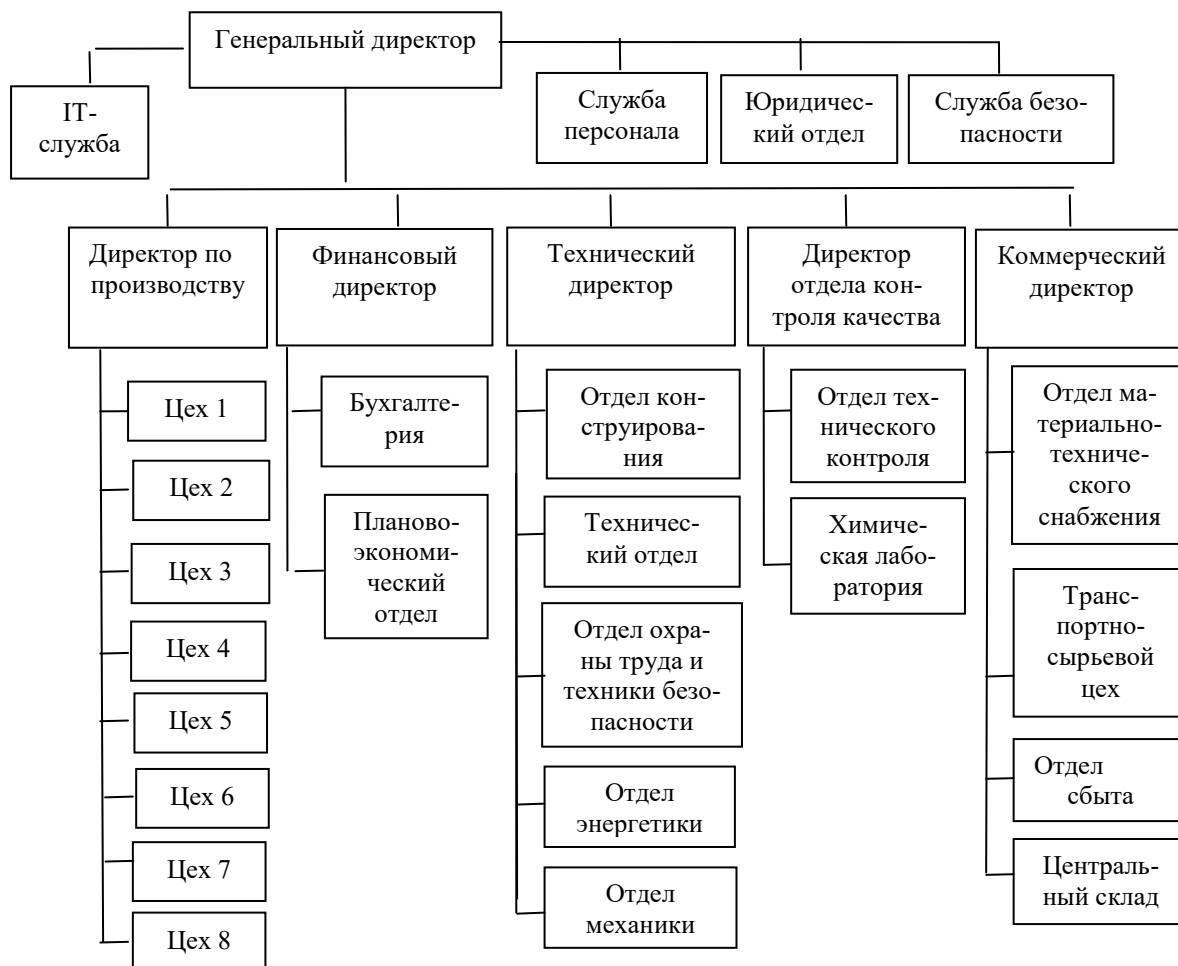 Генеральный директор
IT-
служба
Служба
персонала
Юридичес-
кий отдел
Служба безо-
пасности
Директор по
производству
Финансовый
директор
Технический
директор
Директор
отдела кон-
троля качества
Коммерческий
директор
Цех 1
Цех 2
Цех 3
Цех 4
Цех 5
Цех 6
Цех 7
Цех 8
Бухгалте-
рия
Планово-
экономи-
ческий
отдел
Отдел кон-
струирова-
ния
Техничес-
кий отдел
Отдел охра-
ны труда и
техники безо-
пасности
Отдел
энергетики
Отдел
механики
Отдел тех-
нического
контроля
Химиче-
ская лабо-
ратория
Отдел ма-
териально-
техниче-
ского
снабжения
Транс-
портно-
сырьевой
цех
Отдел
сбыта
Централь-
ный склад